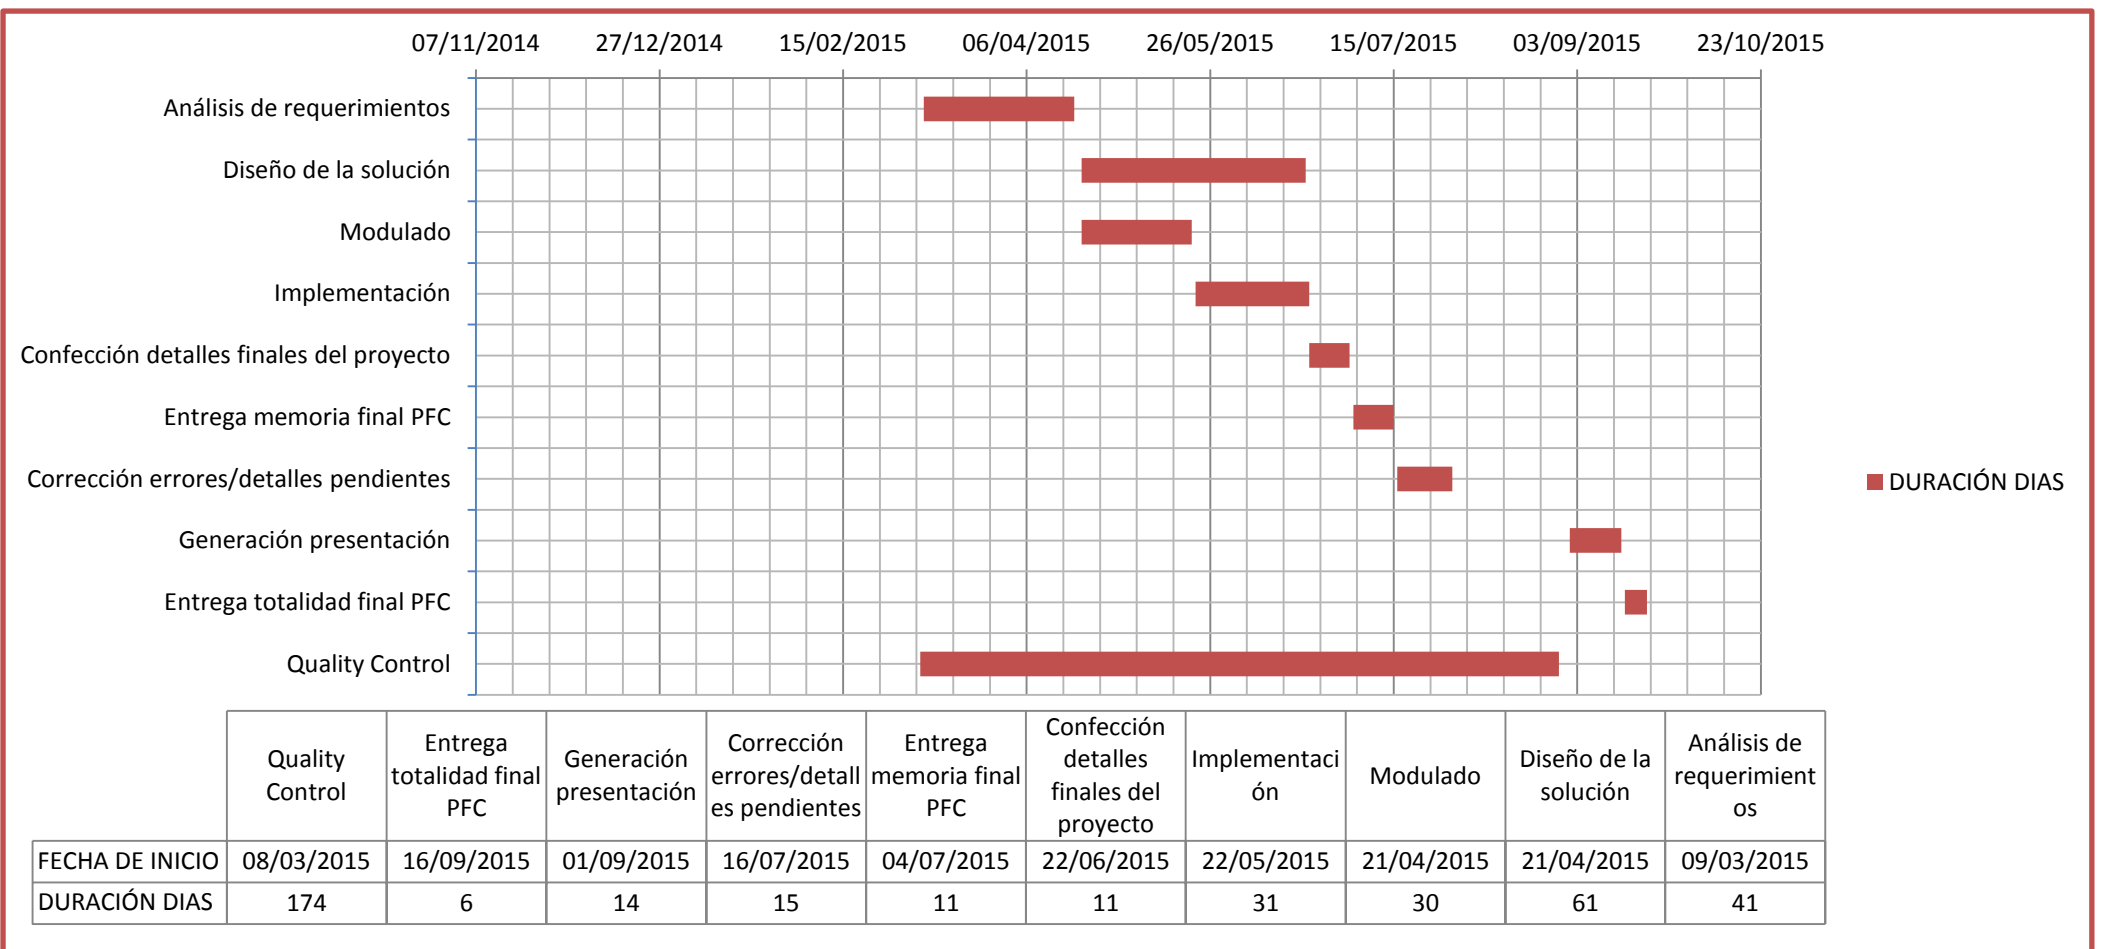 07/11/2014 27/12/2014 15/02/2015 06/04/2015 26/05/2015 15/07/2015 03/09/2015 23/10/2015
Análisis de requerimientos
Diseño de la solución
Modulado
Implementación
Confección detalles finales del proyecto
Entrega memoria final PFC
Corrección errores/detalles pendientes
Generación presentación
Entrega totalidad final PFC
Quality Control
DURACIÓN DIAS
Quality
Control
Entrega
totalidad final
PFC
Generación
presentación
Corrección
errores/detall
es pendientes
Entrega
memoria final
PFC
Confección
detalles
finales del
proyecto
Implementaci
ón
Modulado
Diseño de la
solución
Análisis de
requerimient
os
FECHA DE INICIO 08/03/2015 16/09/2015 01/09/2015 16/07/2015 04/07/2015 22/06/2015 22/05/2015 21/04/2015 21/04/2015 09/03/2015
DURACIÓN DIAS 174 6 14 15 11 11 31 30 61 41